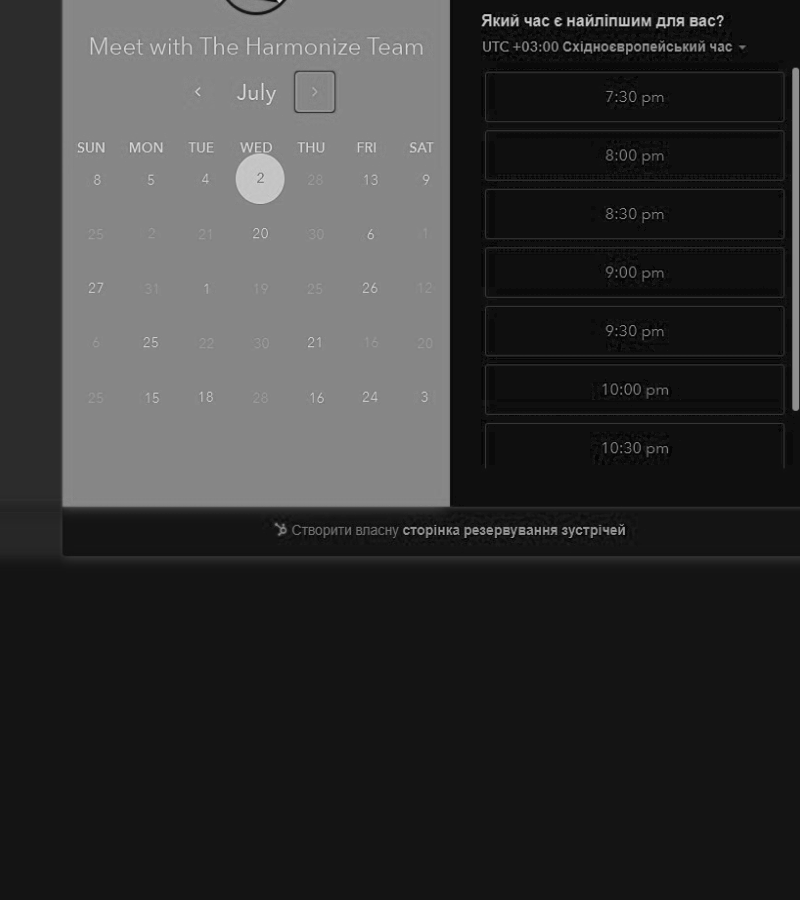 Meet with The Harmonize Team
‹ July ›
SUN MON TUE WED THU FRI SAT
8 5 4 2 28 13 9
25 2 21 20 30 6 1
27 31 1 19 25 26 12
6 25 22 30 21 16 20
25 15 18 28 16 24 3
Який час є найліпшим для вас?
UTC +03:00 Східноєвропейський час
7:30 pm
8:00 pm
8:30 pm
9:00 pm
9:30 pm
10:00 pm
10:30 pm
Створити власну сторінка резервування зустрічей